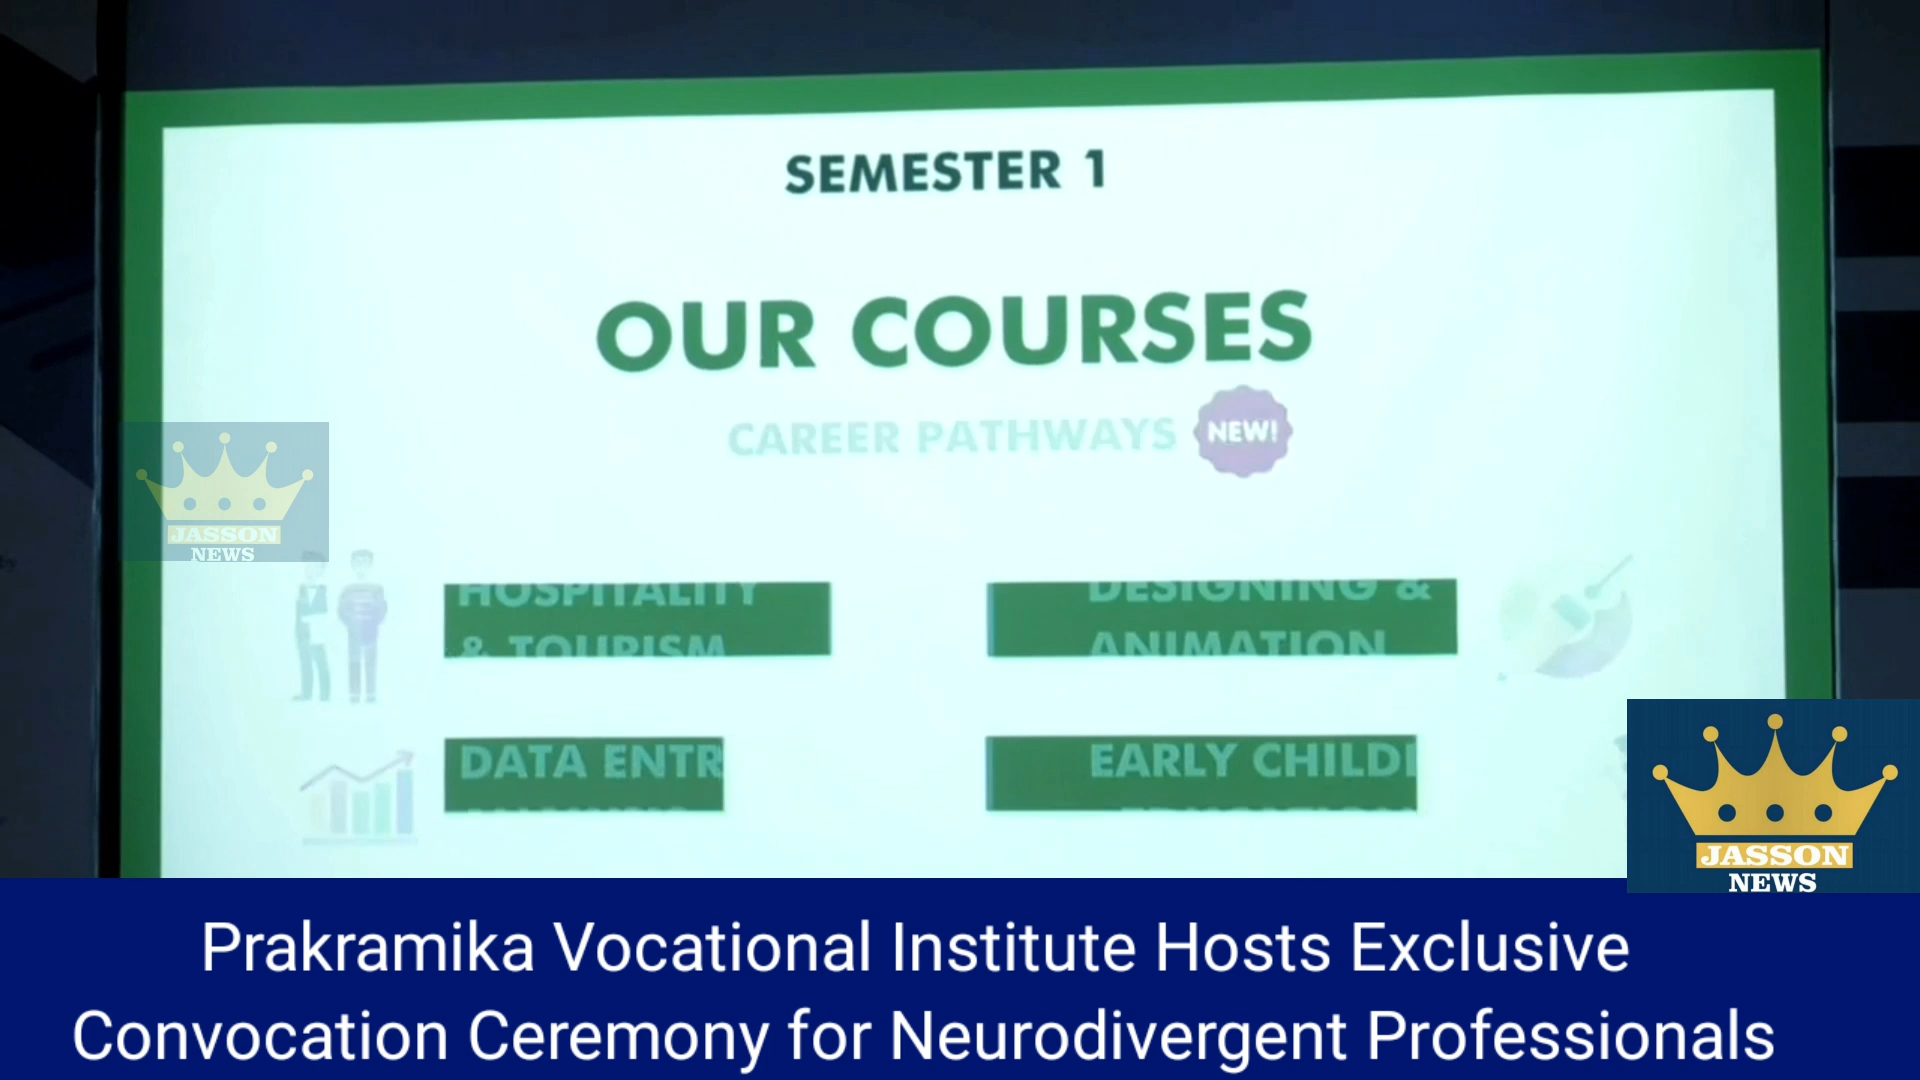 SEMESTER 1
OUR COURSES
CAREER PATHWAYS NEW!
JASSON
NEWS
HOSPITALITY
& TOURISM
DESIGNING &
ANIMATION
DATA ENTR
EARLY CHILD
JASSON
NEWS
Prakramika Vocational Institute Hosts Exclusive
Convocation Ceremony for Neurodivergent Professionals